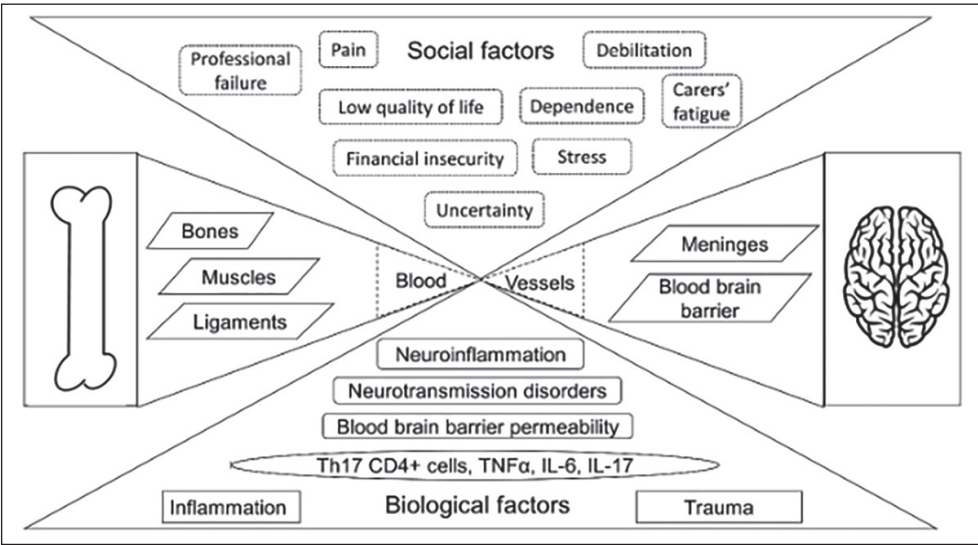 Social factors
Professional
failure
Pain
Debilitation
Low quality of life
Dependence
Carers'
fatigue
Financial insecurity
Stress
Uncertainty
Bones
Muscles
Ligaments
Blood
Vessels
Meninges
Blood brain
barrier
Neuroinflammation
Neurotransmission disorders
Blood brain barrier permeability
Th17 CD4+ cells, TNFα, IL-6, IL-17
Inflammation
Biological factors
Trauma